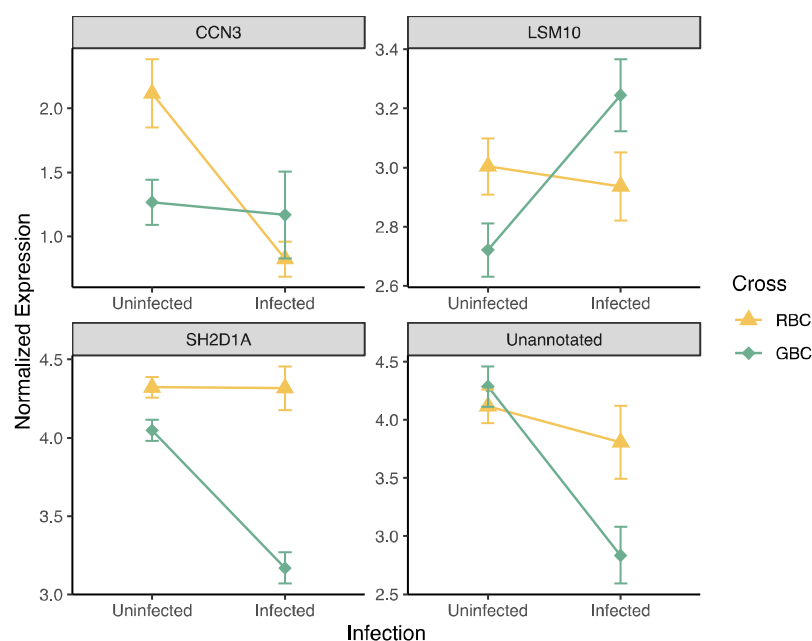 CCN3
LSM10
2.0
1.5
1.0
3.4
3.2
3.0
2.8
2.6
Uninfected
Infected
Uninfected
Infected
SH2D1A
Unannotated
4.5
4.0
3.5
3.0
4.5
4.0
3.5
3.0
2.5
Uninfected
Infected
Uninfected
Infected
Normalized Expression
Infection
Cross
RBC
GBC